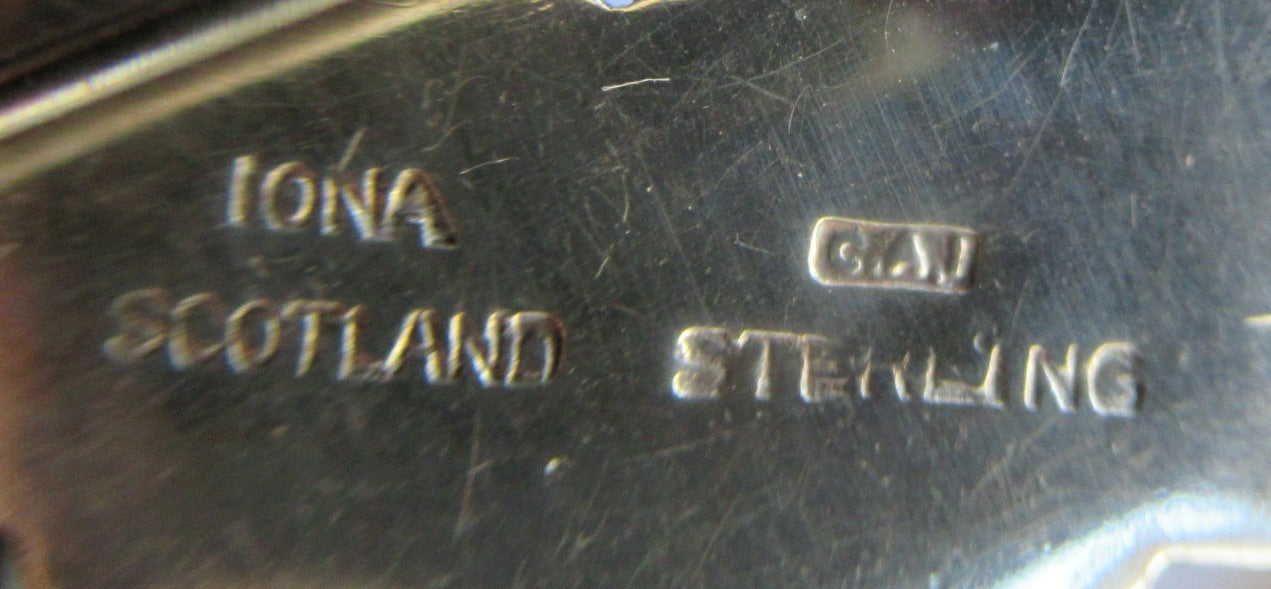 IONA
SCOTLAND
STERLING